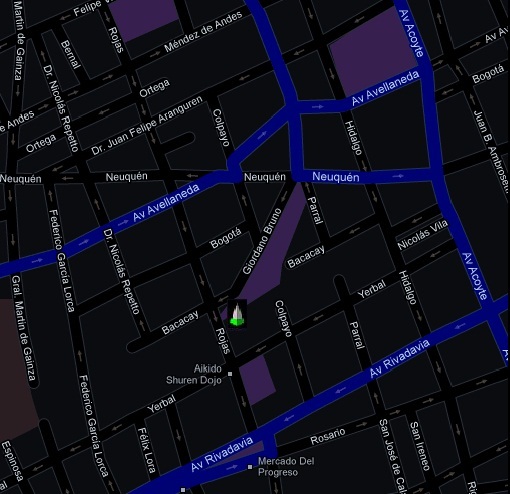 Felipe V
Martín de Gainza
Rojas
Bernal
Méndez de Andes
Av Acoyte
Av A
Dr. Nicolás Repetto
Ortega
Av Avellaneda
Bogotá
Dr. Juan Felipe Aranguren
Colpayo
e Andes
Ortega
Hidalgo
Juan B. Ambrosetti
Neuquén
Neuquén
Neuquén
Neuquén
Av Avellaneda
Federico García Lorca
Dr. Nicolás Repetto
Giordano Bruno
Parral
Bogotá
Nicolás Vila
Bacacay
Av Acoyte
Gral. Martín de Gainza
Yerbal
Hidalgo
Bacacay
Rojas
Colpayo
Parral
Aikido
Shuren Dojo
Av Rivadavia
Federico García Lorca
Yerbal
Félix Lora
Av Rivadavia
Rosario
San José de Ca
San Ireneo
Espinosa
Mercado Del
Progreso
al
Río